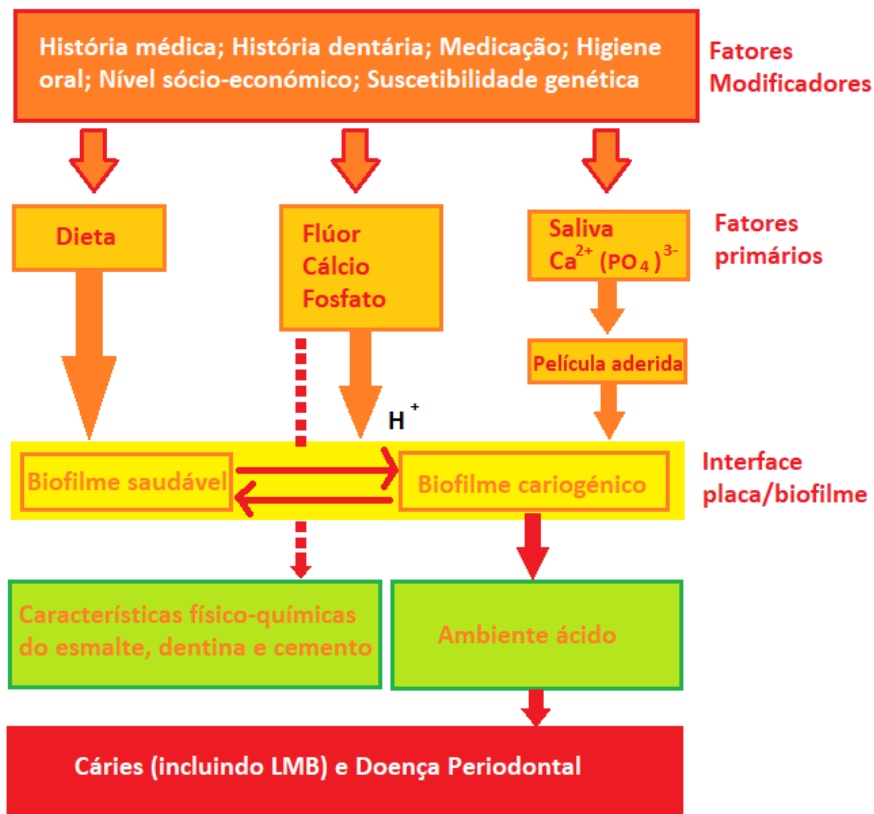 História médica; História dentária; Medicação; Higiene
oral; Nível sócio-económico; Suscetibilidade genética
Fatores
Modificadores
Dieta
Flúor
Cálcio
Fosfato
Saliva
Ca²⁺ (PO₄)³⁻
Fatores
primários
Película aderida
H⁺
Biofilme saudável
Biofilme cariogénico
Interface
placa/biofilme
Características físico-químicas
do esmalte, dentina e cemento
Ambiente ácido
Cáries (incluindo LMB) e Doença Periodontal